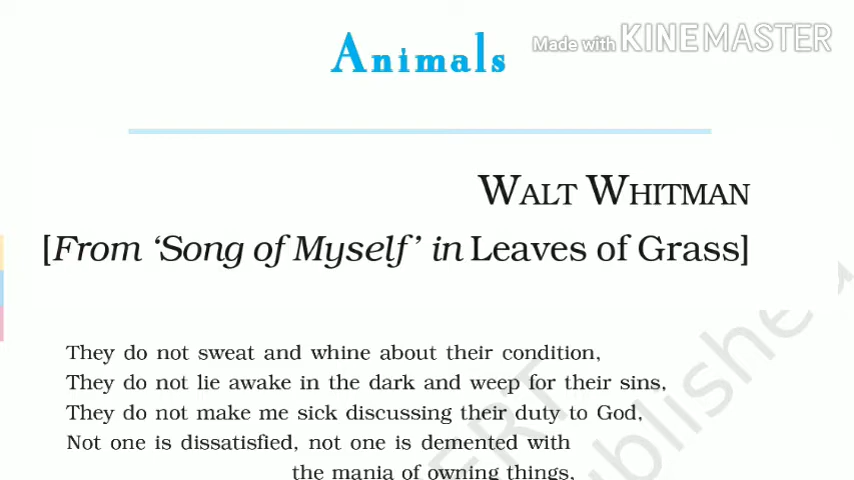 Animals
Made with KINEMASTER
WALT WHITMAN
[From ‘Song of Myself’ in Leaves of Grass]
They do not sweat and whine about their condition,
They do not lie awake in the dark and weep for their sins,
They do not make me sick discussing their duty to God,
Not one is dissatisfied, not one is demented with
the mania of owning things,